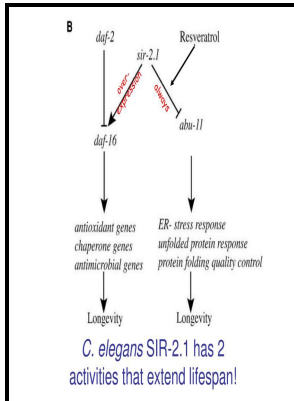 B
daf-2
Resveratrol
sir-2.1
over-
expression
always
daf-16
abu-11
antioxidant genes
chaperone genes
antimicrobial genes
ER- stress response
unfolded protein response
protein folding quality control
Longevity
Longevity
C. elegans SIR-2.1 has 2
activities that extend lifespan!